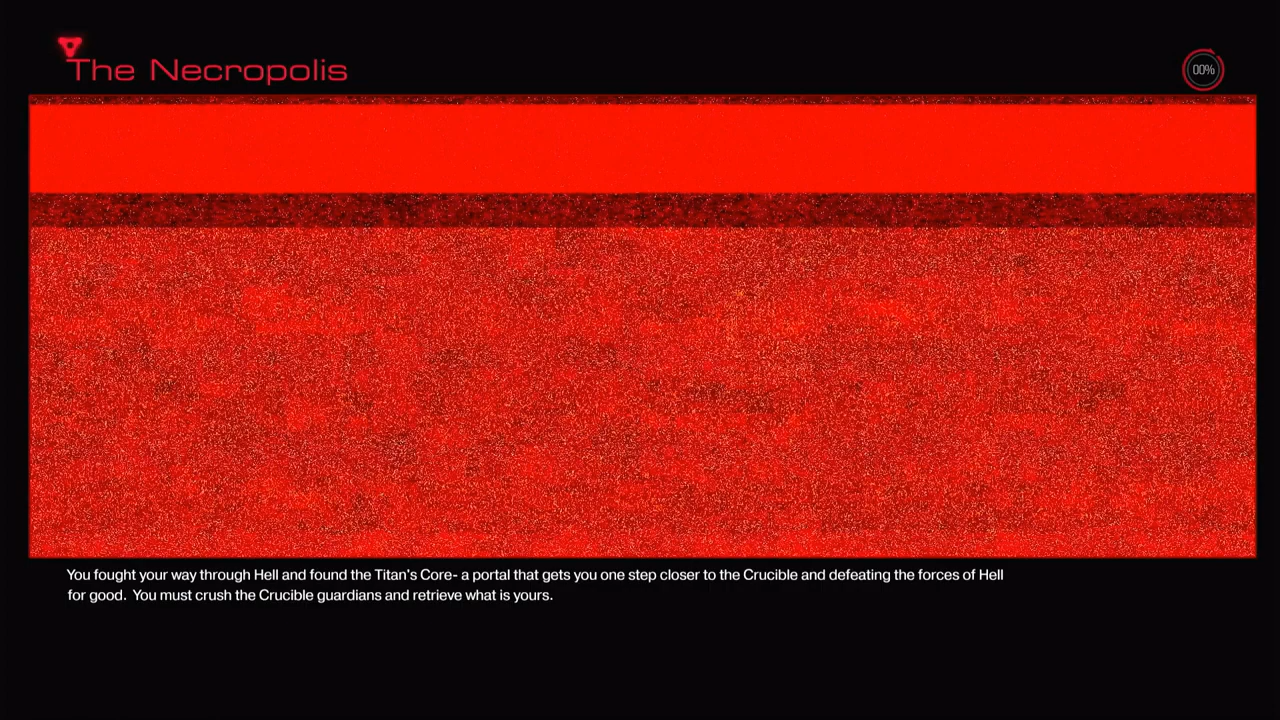 The Necropolis
00%
You fought your way through Hell and found the Titan's Core- a portal that gets you one step closer to the Crucible and defeating the forces of Hell
for good.  You must crush the Crucible guardians and retrieve what is yours.